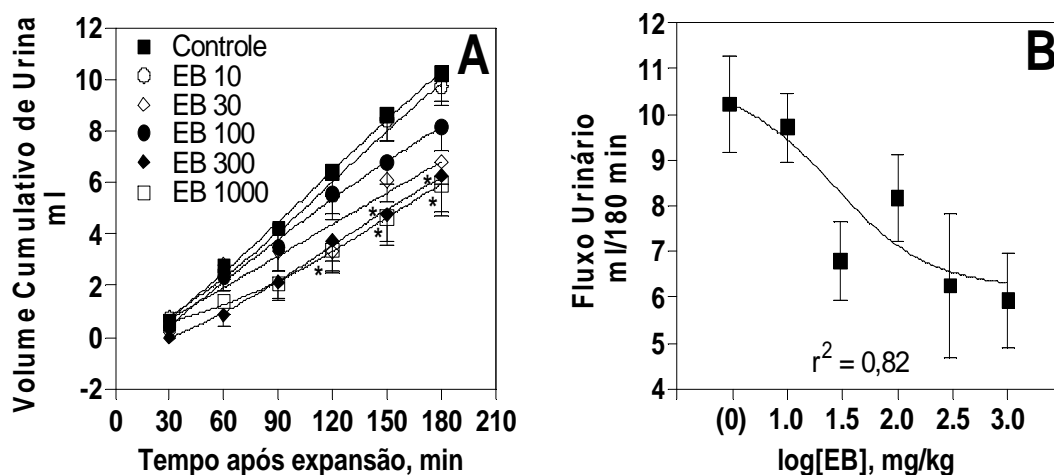 A
Volume Cumulativo de Urina
ml
12
10
8
6
4
2
0
-2
Controle
EB 10
EB 30
EB 100
EB 300
EB 1000
* * *
* *
*
0 30 60 90 120 150 180 210
Tempo após expansão, min
B
Fluxo Urinário
ml/180 min
12
11
10
9
8
7
6
5
4
r² = 0,82
(0) 1.0 1.5 2.0 2.5 3.0
log[EB], mg/kg